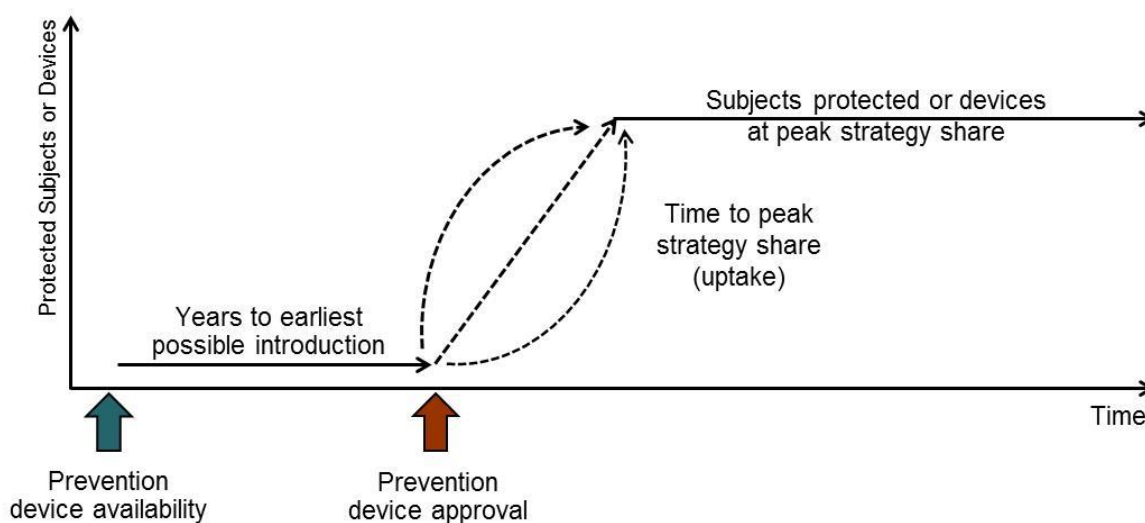 Protected Subjects or Devices
Subjects protected or devices
at peak strategy share
Time to peak
strategy share
(uptake)
Years to earliest
possible introduction
Time
Prevention
device availability
Prevention
device approval